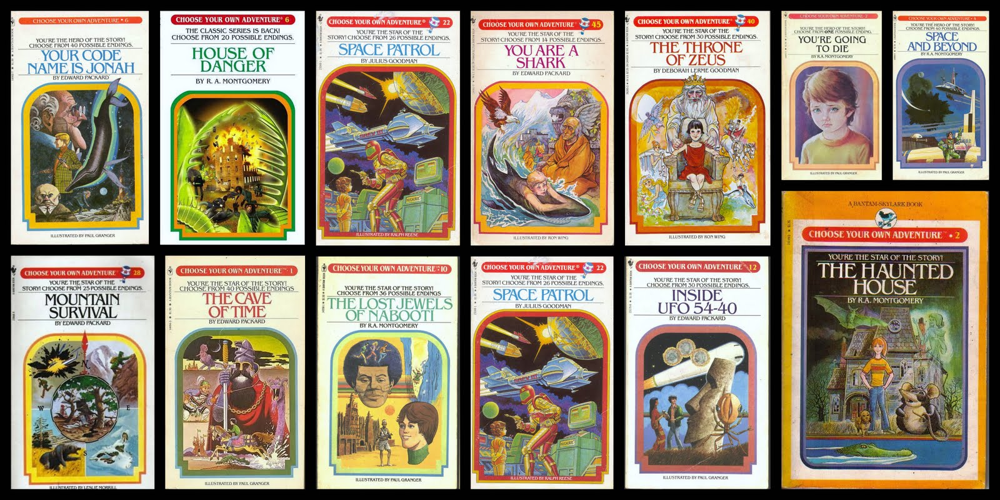 CHOOSE YOUR OWN ADVENTURE • 6
YOU'RE THE HERO OF THE STORY!
CHOOSE FROM 40 POSSIBLE ENDINGS.
YOUR CODE
NAME IS JONAH
BY EDWARD PACKARD
ILLUSTRATED BY PAUL GRANGER
CHOOSE YOUR OWN ADVENTURE® 6
THE CLASSIC SERIES IS BACK!
CHOOSE FROM 20 POSSIBLE ENDINGS.
HOUSE OF
DANGER
BY R. A. MONTGOMERY
CHOOSE YOUR OWN ADVENTURE® 22
YOU'RE THE STAR OF THE
STORY! CHOOSE FROM 26 POSSIBLE ENDINGS.
SPACE PATROL
BY JULIUS GOODMAN
ILLUSTRATED BY RALPH REESE
CHOOSE YOUR OWN ADVENTURE® 45
YOU'RE THE STAR OF THE
STORY! CHOOSE FROM 14 POSSIBLE ENDINGS.
YOU ARE A
SHARK
BY EDWARD PACKARD
ILLUSTRATED BY RON WING
CHOOSE YOUR OWN ADVENTURE® 40
YOU'RE THE STAR OF THE
STORY! CHOOSE FROM 30 POSSIBLE ENDINGS.
THE THRONE
OF ZEUS
BY DEBORAH LERME GOODMAN
ILLUSTRATED BY RON WING
CHOOSE YOUR OWN ADVENTURE • 2
YOU'RE THE HERO OF THE STORY!
CHOOSE FROM ONE POSSIBLE ENDING.
YOU'RE GOING
TO DIE
BY R.A. MONTGOMERY
ILLUSTRATED BY PAUL GRANGER
CHOOSE YOUR OWN ADVENTURE • 4
YOU'RE THE HERO OF THE STORY!
CHOOSE FROM 40 POSSIBLE ENDINGS.
SPACE
AND BEYOND
BY R.A. MONTGOMERY
ILLUSTRATED BY PAUL GRANGER
CHOOSE YOUR OWN ADVENTURE® 28
YOU'RE THE STAR OF THE
STORY! CHOOSE FROM 25 POSSIBLE ENDINGS.
MOUNTAIN
SURVIVAL
BY EDWARD PACKARD
N
W E
S
ILLUSTRATED BY LESLIE MORRILL
CHOOSE YOUR OWN ADVENTURE™ • 1
YOU'RE THE STAR OF THE STORY!
CHOOSE FROM 40 POSSIBLE ENDINGS
THE CAVE
OF TIME
BY EDWARD PACKARD
ILLUSTRATED BY PAUL GRANGER
CHOOSE YOUR OWN ADVENTURE™ • 10
YOU'RE THE STAR OF THE STORY!
CHOOSE FROM 36 POSSIBLE ENDINGS
THE LOST JEWELS
OF NABOOTI
BY R.A. MONTGOMERY
ILLUSTRATED BY PAUL GRANGER
CHOOSE YOUR OWN ADVENTURE® 22
YOU'RE THE STAR OF THE
STORY! CHOOSE FROM 26 POSSIBLE ENDINGS.
SPACE PATROL
BY JULIUS GOODMAN
ILLUSTRATED BY RALPH REESE
CHOOSE YOUR OWN ADVENTURE™ • 12
YOU'RE THE STAR OF THE STORY!
CHOOSE FROM 30 POSSIBLE ENDINGS.
INSIDE
UFO 54-40
BY EDWARD PACKARD
ILLUSTRATED BY PAUL GRANGER
A BANTAM-SKYLARK BOOK
CHOOSE YOUR OWN ADVENTURE™ • 2
YOU'RE THE STAR OF THE STORY!
THE HAUNTED
HOUSE
BY R.A. MONTGOMERY